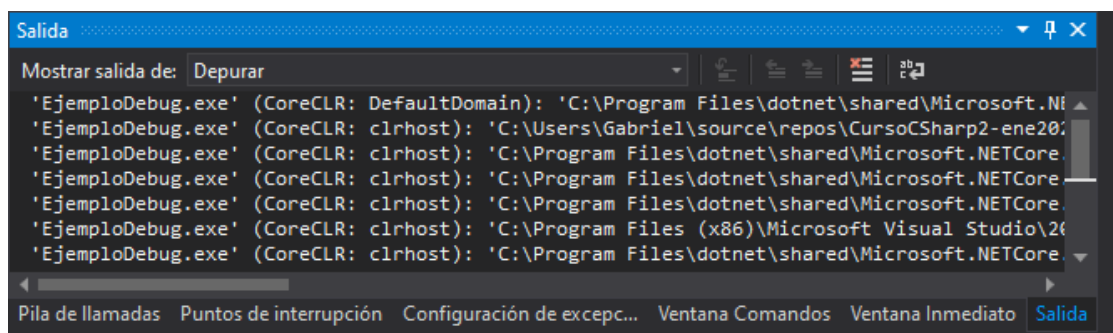 Salida
Mostrar salida de: Depurar
'EjemploDebug.exe' (CoreCLR: DefaultDomain): 'C:\Program Files\dotnet\shared\Microsoft.NE
'EjemploDebug.exe' (CoreCLR: clrhost): 'C:\Users\Gabriel\source\repos\CursoCSharp2-ene202
'EjemploDebug.exe' (CoreCLR: clrhost): 'C:\Program Files\dotnet\shared\Microsoft.NETCore.
'EjemploDebug.exe' (CoreCLR: clrhost): 'C:\Program Files\dotnet\shared\Microsoft.NETCore.
'EjemploDebug.exe' (CoreCLR: clrhost): 'C:\Program Files\dotnet\shared\Microsoft.NETCore.
'EjemploDebug.exe' (CoreCLR: clrhost): 'C:\Program Files (x86)\Microsoft Visual Studio\20
'EjemploDebug.exe' (CoreCLR: clrhost): 'C:\Program Files\dotnet\shared\Microsoft.NETCore.
Pila de llamadas Puntos de interrupción Configuración de excepc... Ventana Comandos Ventana Inmediato Salida